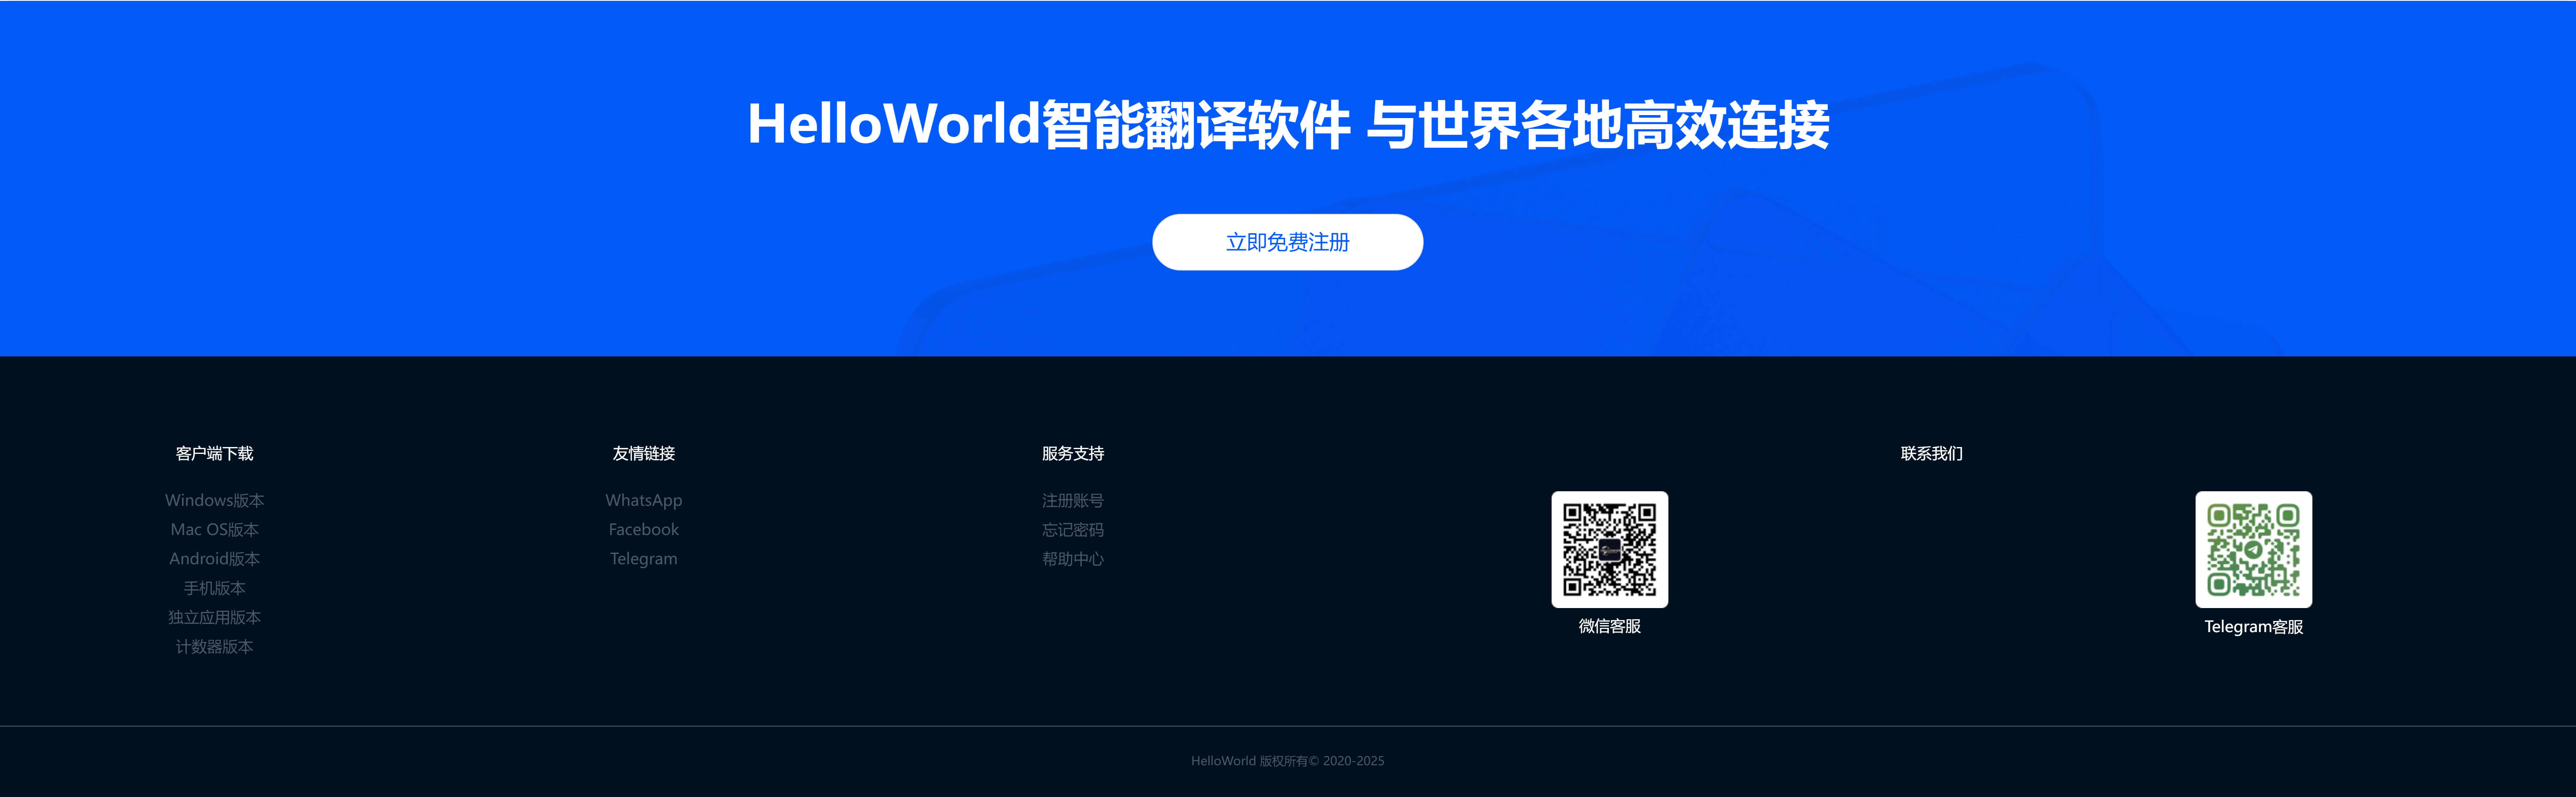 HelloWorld智能翻译软件 与世界各地高效连接
立即免费注册
客户端下载
Windows版本
Mac OS版本
Android版本
手机版本
独立应用版本
计数器版本
友情链接
WhatsApp
Facebook
Telegram
服务支持
注册账号
忘记密码
帮助中心
联系我们
微信客服
Telegram客服
HelloWorld 版权所有© 2020-2025